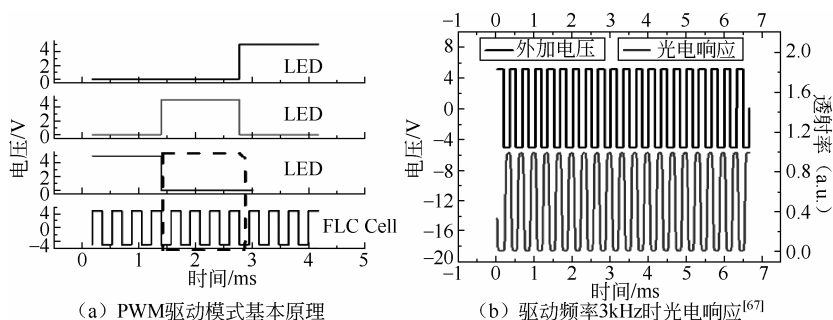 4
2
0
LED
4
2
0
LED
4
2
0
LED
4
0
-4
FLC Cell
电压/V
0 1 2 3 4 5
时间/ms
（a）PWM驱动模式基本原理
-1 0 1 2 3 4 5 6 7
8
4
0
-4
-8
-12
-16
-20
电压/V
外加电压 光电响应
2.0
1.6
1.2
0.8
0.4
0.0
透射率（a.u.）
-1 0 1 2 3 4 5 6 7
时间/ms
（b）驱动频率3kHz时光电响应[67]